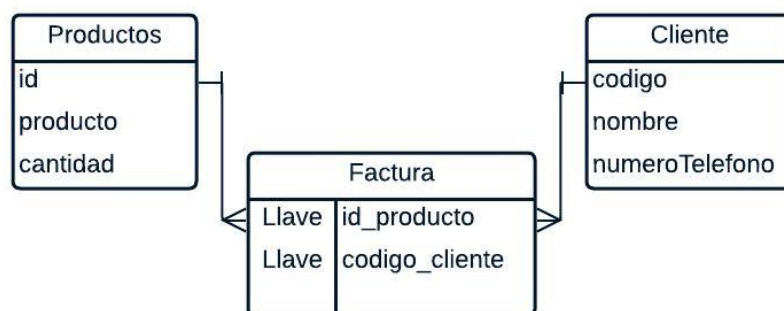 Productos
id
producto
cantidad
Cliente
codigo
nombre
numeroTelefono
Factura
Llave id_producto
Llave codigo_cliente